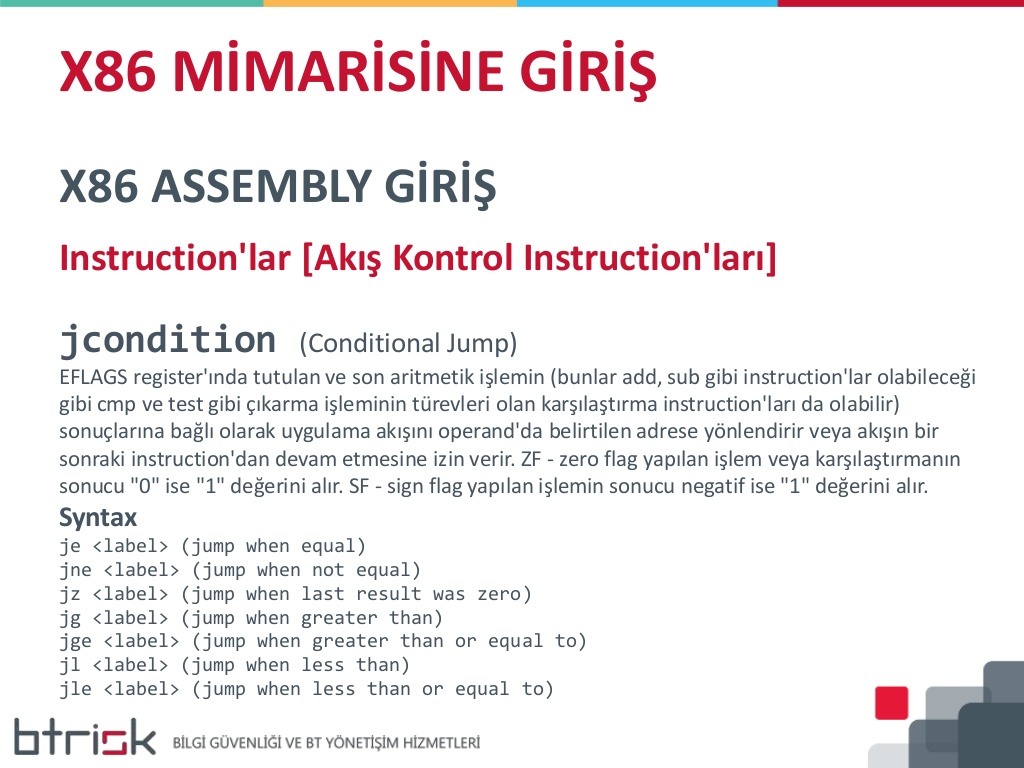 X86 MİMARİSİNE GİRİŞ
X86 ASSEMBLY GİRİŞ
Instruction'lar [Akış Kontrol Instruction'ları]
jcondition (Conditional Jump)
EFLAGS register'ında tutulan ve son aritmetik işlemin (bunlar add, sub gibi instruction'lar olabileceği
gibi cmp ve test gibi çıkarma işleminin türevleri olan karşılaştırma instruction'ları da olabilir)
sonuçlarına bağlı olarak uygulama akışını operand'da belirtilen adrese yönlendirir veya akışın bir
sonraki instruction'dan devam etmesine izin verir. ZF - zero flag yapılan işlem veya karşılaştırmanın
sonucu "0" ise "1" değerini alır. SF - sign flag yapılan işlemin sonucu negatif ise "1" değerini alır.
Syntax
je <label> (jump when equal)
jne <label> (jump when not equal)
jz <label> (jump when last result was zero)
jg <label> (jump when greater than)
jge <label> (jump when greater than or equal to)
jl <label> (jump when less than)
jle <label> (jump when less than or equal to)
btrisk BİLGİ GÜVENLİĞİ VE BT YÖNETİŞİM HİZMETLERİ